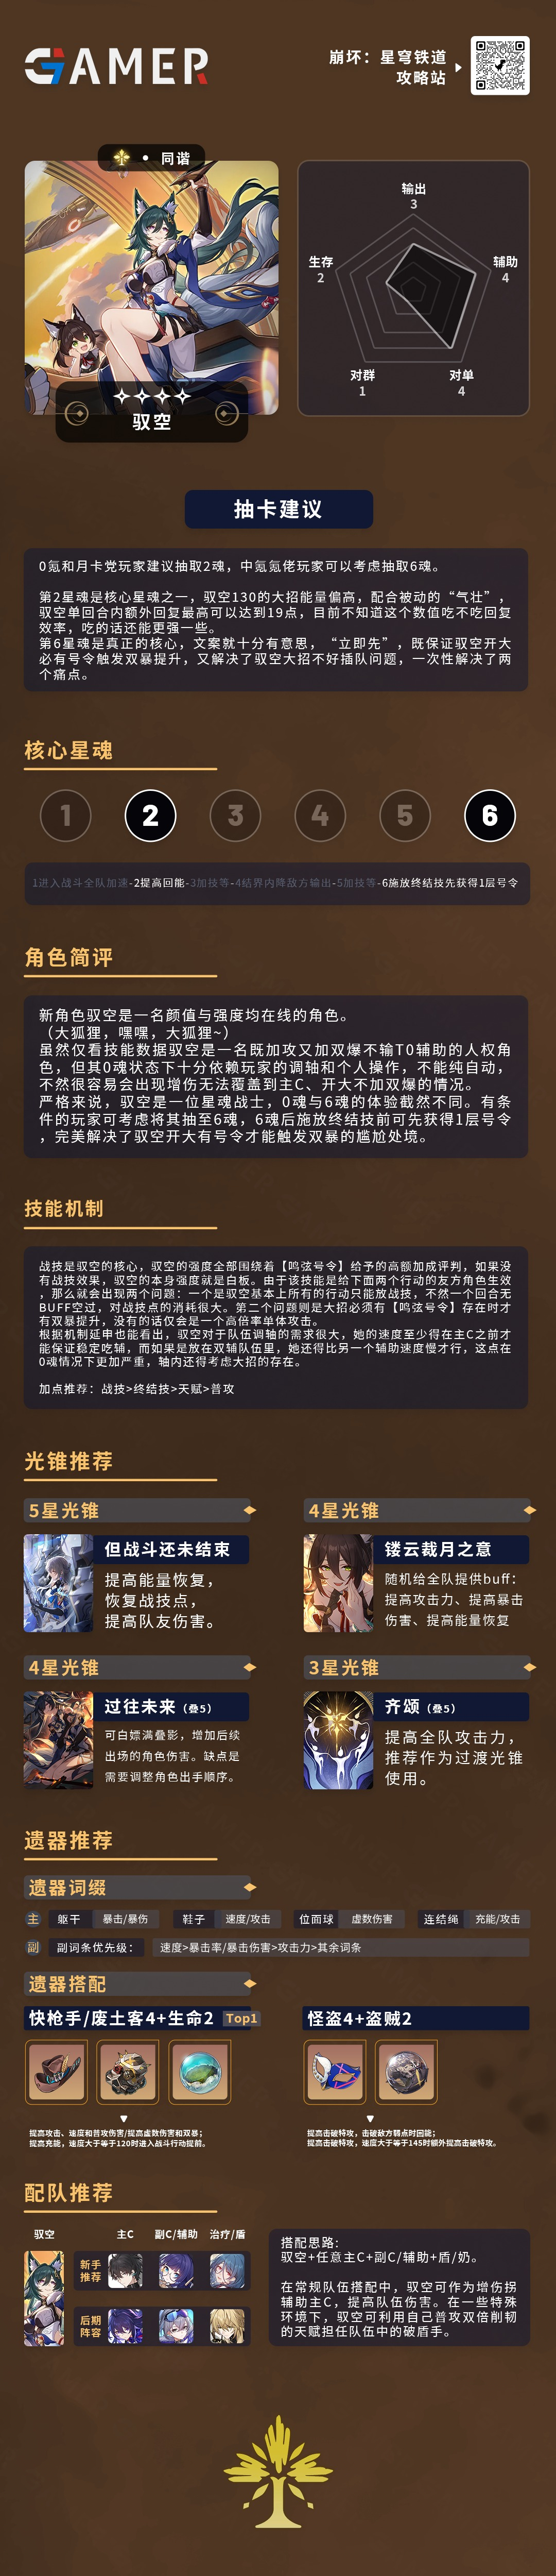 GAMER
崩坏：星穹铁道
攻略站
• 同谐
驭空
输出
3
生存
2
辅助
4
对群
1
对单
4
抽卡建议
0氪和月卡党玩家建议抽取2魂，中氪氪佬玩家可以考虑抽取6魂。
第2星魂是核心星魂之一，驭空130的大招能量偏高，配合被动的“气壮”，
驭空单回合内额外回复最高可以达到19点，目前不知道这个数值吃不吃回复
效率，吃的话还能更强一些。
第6星魂是真正的核心，文案就十分有意思，“立即先”，既保证驭空开大
必有号令触发双暴提升，又解决了驭空大招不好插队问题，一次性解决了两
个痛点。
核心星魂
1 2 3 4 5 6
1进入战斗全队加速-2提高回能-3加技等-4结界内降敌方输出-5加技等-6施放终结技先获得1层号令
角色简评
新角色驭空是一名颜值与强度均在线的角色。
（大狐狸，嘿嘿，大狐狸~）
虽然仅看技能数据驭空是一名既加攻又加双爆不输T0辅助的人权角
色，但其0魂状态下十分依赖玩家的调轴和个人操作，不能纯自动，
不然很容易会出现增伤无法覆盖到主C、开大不加双爆的情况。
严格来说，驭空是一位星魂战士，0魂与6魂的体验截然不同。有条
件的玩家可考虑将其抽至6魂，6魂后施放终结技前可先获得1层号令
，完美解决了驭空开大有号令才能触发双暴的尴尬处境。
技能机制
战技是驭空的核心，驭空的强度全部围绕着【鸣弦号令】给予的高额加成评判，如果没
有战技效果，驭空的本身强度就是白板。由于该技能是给下面两个行动的友方角色生效
，那么就会出现两个问题：一个是驭空基本上所有的行动只能放战技，不然一个回合无
BUFF空过，对战技点的消耗很大。第二个问题则是大招必须有【鸣弦号令】存在时才
有双暴提升，没有的话仅会是一个高倍率单体攻击。
根据机制延申也能看出，驭空对于队伍调轴的需求很大，她的速度至少得在主C之前才
能保证稳定吃辅，而如果是放在双辅队伍里，她还得比另一个辅助速度慢才行，这点在
0魂情况下更加严重，轴内还得考虑大招的存在。
加点推荐：战技>终结技>天赋>普攻
光锥推荐
5星光锥
但战斗还未结束
提高能量恢复，
恢复战技点，
提高队友伤害。
4星光锥
镂云裁月之意
随机给全队提供buff：
提高攻击力、提高暴击
伤害、提高能量恢复
4星光锥
过往未来（叠5）
可白嫖满叠影，增加后续
出场的角色伤害。缺点是
需要调整角色出手顺序。
3星光锥
齐颂（叠5）
提高全队攻击力，
推荐作为过渡光锥
使用。
遗器推荐
遗器词缀
主 躯干 暴击/暴伤 鞋子 速度/攻击 位面球 虚数伤害 连结绳 充能/攻击
副 副词条优先级： 速度>暴击率/暴击伤害>攻击力>其余词条
遗器搭配
快枪手/废土客4+生命2 Top1
提高攻击、速度和普攻伤害/提高虚数伤害和双暴；
提高充能，速度大于等于120时进入战斗行动提前。
怪盗4+盗贼2
提高击破特攻，击破敌方弱点时回能；
提高击破特攻，速度大于等于145时额外提高击破特攻。
配队推荐
驭空 主C 副C/辅助 治疗/盾
新手
推荐
后期
阵容
搭配思路:
驭空+任意主C+副C/辅助+盾/奶。
在常规队伍搭配中，驭空可作为增伤拐
辅助主C，提高队伍伤害。在一些特殊
环境下，驭空可利用自己普攻双倍削韧
的天赋担任队伍中的破盾手。